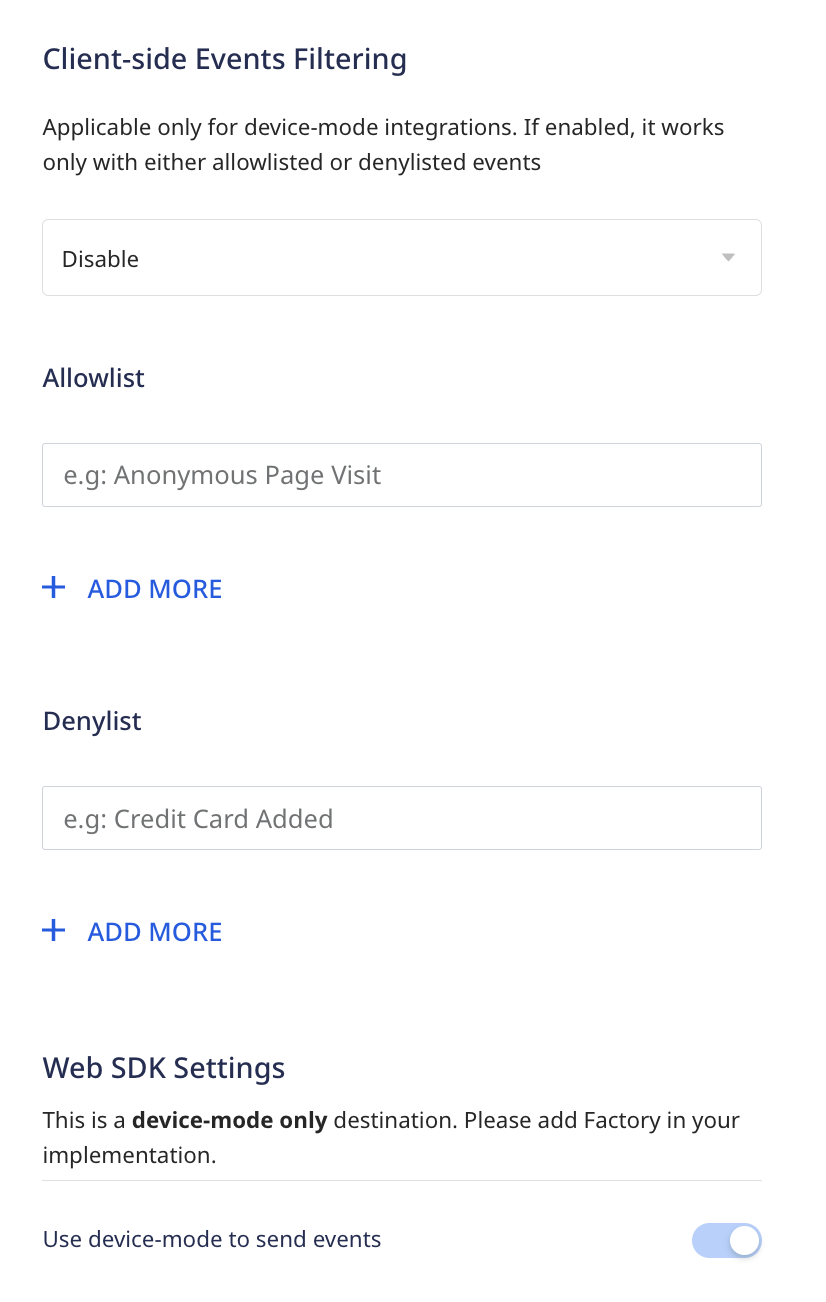 Client-side Events Filtering
Applicable only for device-mode integrations. If enabled, it works
only with either allowlisted or denylisted events
Disable
Allowlist
e.g: Anonymous Page Visit
+ ADD MORE
Denylist
e.g: Credit Card Added
+ ADD MORE
Web SDK Settings
This is a device-mode only destination. Please add Factory in your
implementation.
Use device-mode to send events